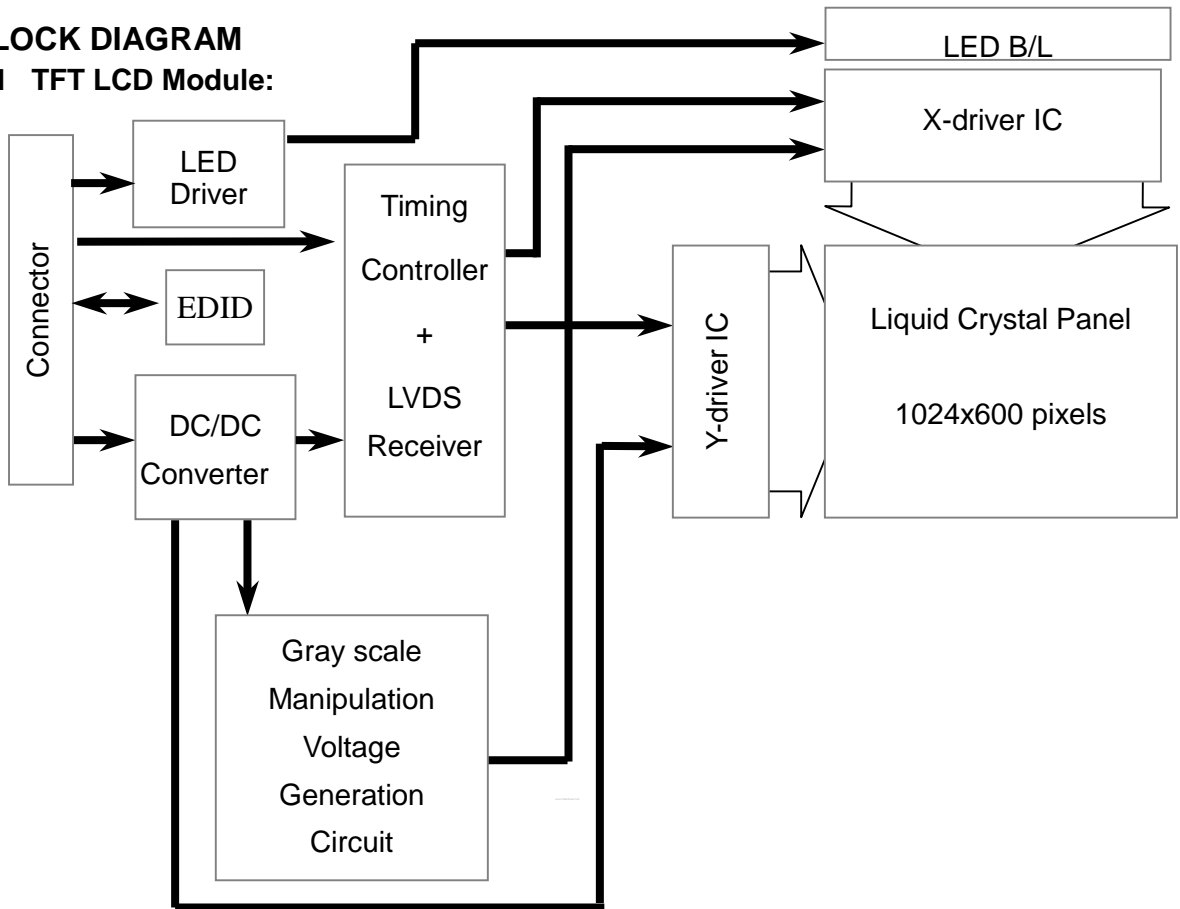 LOCK DIAGRAM
TFT LCD Module:
LED B/L
X-driver IC
LED
Driver
Timing
Controller
+
LVDS
Receiver
Connector
EDID
DC/DC
Converter
Y-driver IC
Liquid Crystal Panel
1024x600 pixels
Gray scale
Manipulation
Voltage
Generation
Circuit